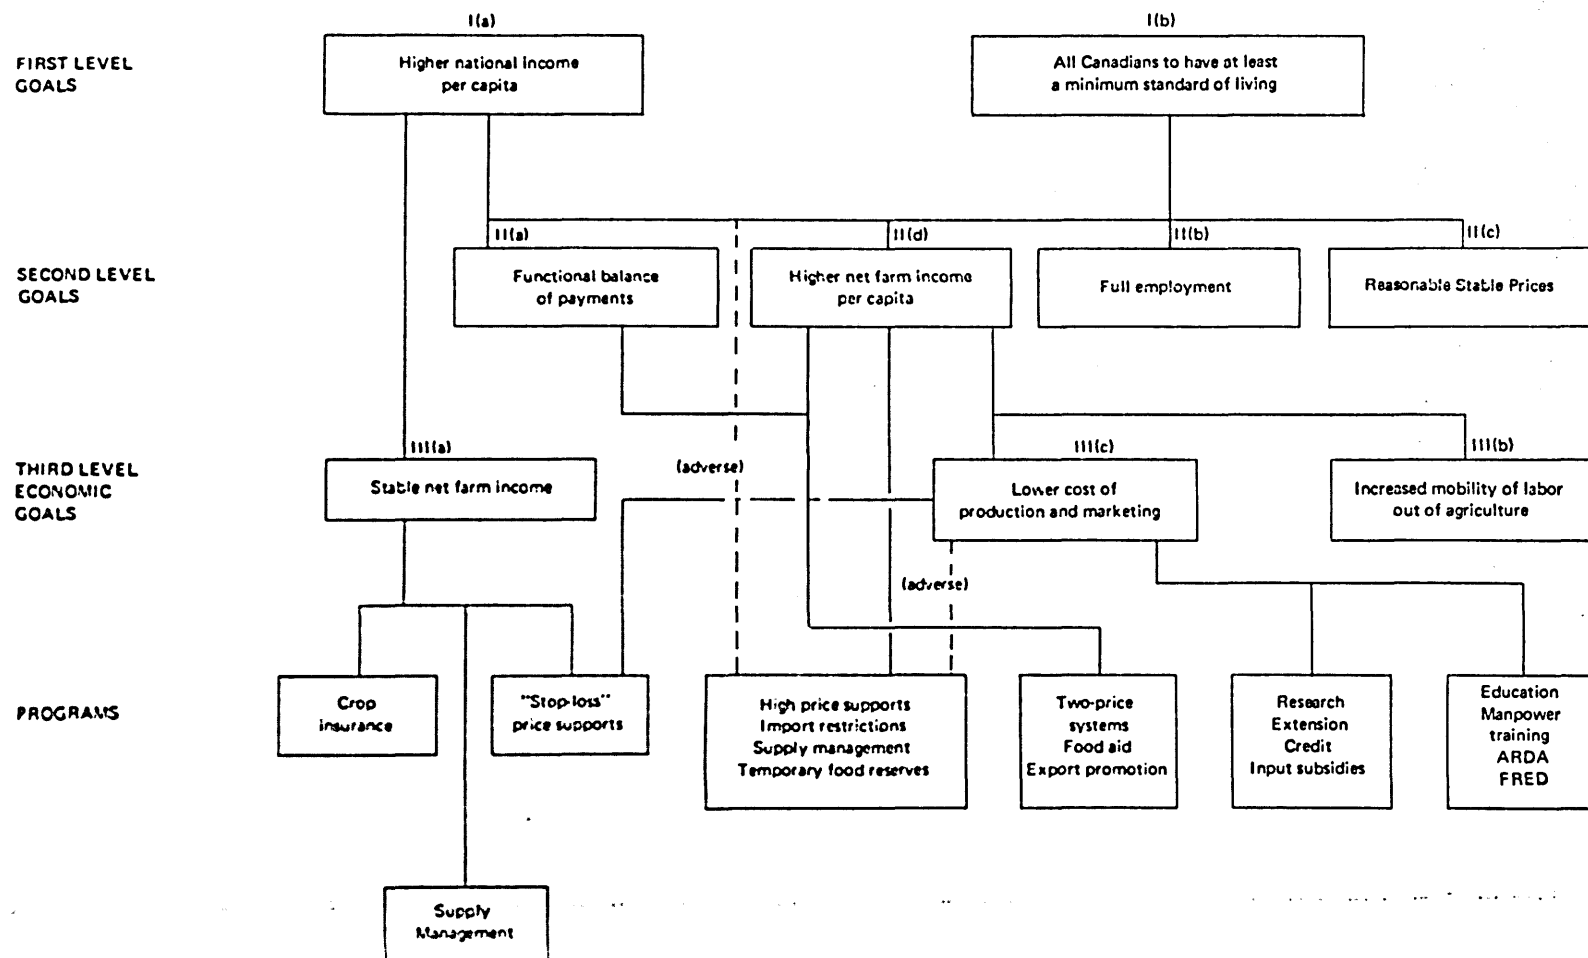 I(a)
I(b)
FIRST LEVEL
GOALS
Higher national income
per capita
All Canadians to have at least
a minimum standard of living
II(a)
II(d)
II(b)
II(c)
SECOND LEVEL
GOALS
Functional balance
of payments
Higher net farm income
per capita
Full employment
Reasonable Stable Prices
III(a)
III(c)
III(b)
THIRD LEVEL
ECONOMIC
GOALS
Stable net farm income
(adverse)
Lower cost of
production and marketing
Increased mobility of labor
out of agriculture
(adverse)
PROGRAMS
Crop
insurance
"Stop-loss"
price supports
High price supports
Import restrictions
Supply management
Temporary food reserves
Two-price
systems
Food aid
Export promotion
Research
Extension
Credit
Input subsidies
Education
Manpower
training
ARDA
FRED
Supply
Management